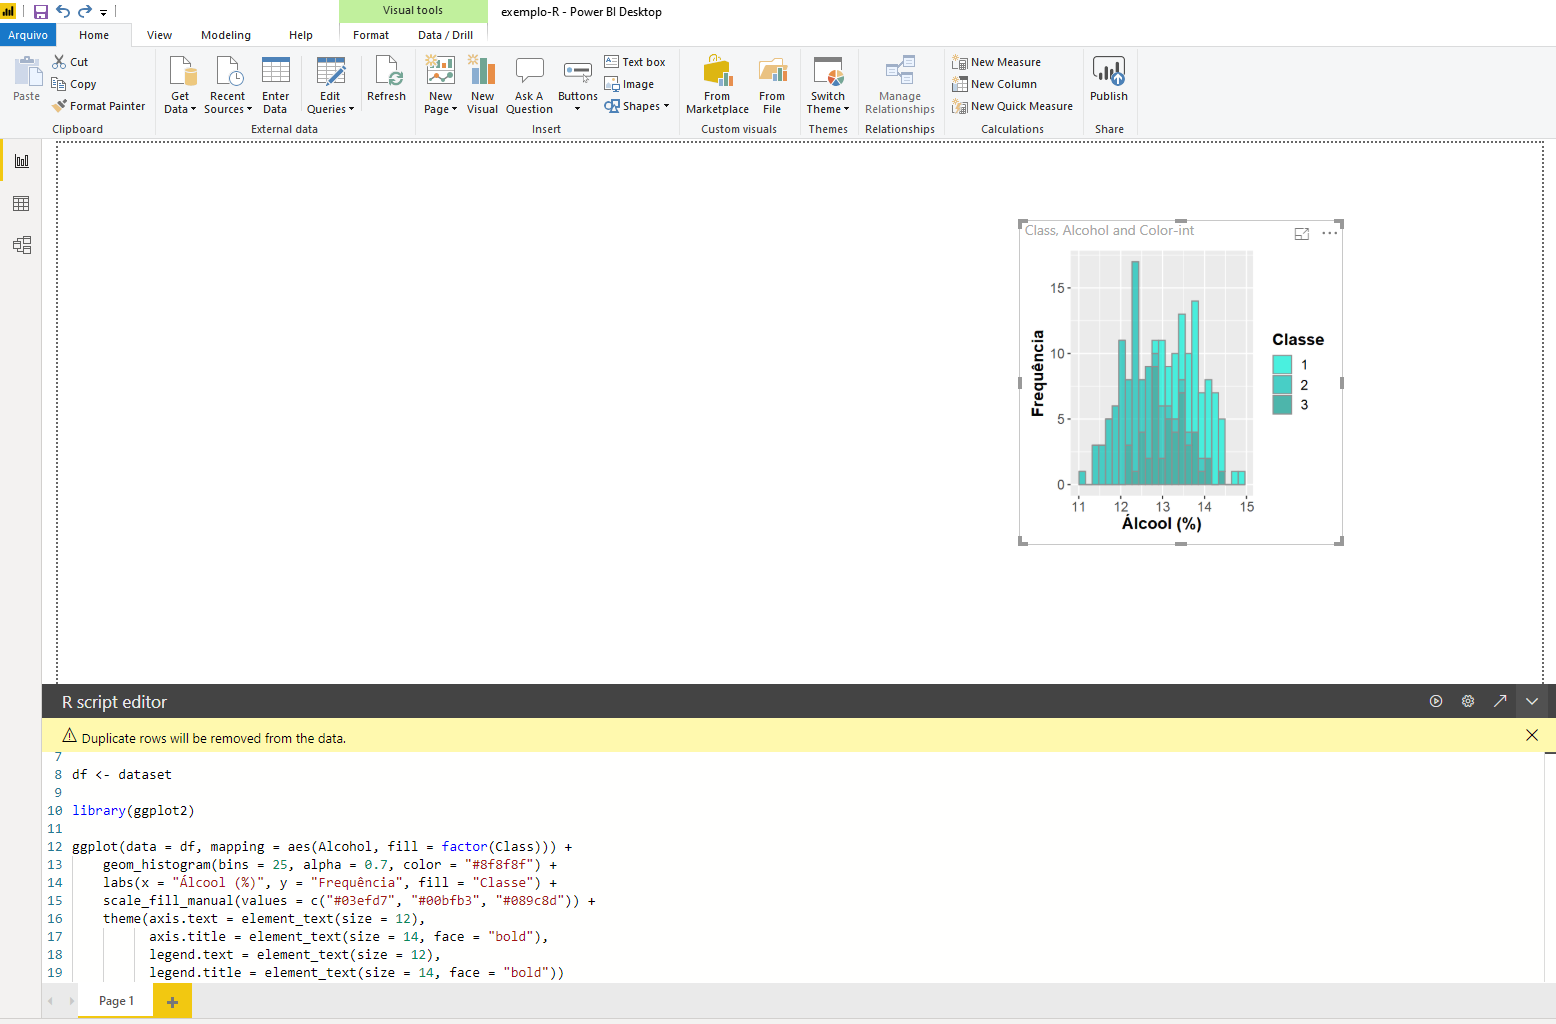 Visual tools
exemplo-R - Power BI Desktop
Arquivo Home View Modeling Help Format Data / Drill
Paste
Cut
Copy
Format Painter
Clipboard
Get Data
Recent Sources
Enter Data
Edit Queries
Refresh
External data
New Page
New Visual
Ask A Question
Buttons
Text box
Image
Shapes
Insert
From Marketplace
From File
Custom visuals
Switch Theme
Themes
Manage Relationships
Relationships
New Measure
New Column
New Quick Measure
Calculations
Publish
Share
Class, Alcohol and Color-int
Frequência
15
10
5
0
11 12 13 14 15
Álcool (%)
Classe
1
2
3
R script editor
Duplicate rows will be removed from the data.
7
8 df <- dataset
9
10 library(ggplot2)
11
12 ggplot(data = df, mapping = aes(Alcohol, fill = factor(Class))) +
13 geom_histogram(bins = 25, alpha = 0.7, color = "#8f8f8f") +
14 labs(x = "Álcool (%)", y = "Frequência", fill = "Classe") +
15 scale_fill_manual(values = c("#03efd7", "#00bfb3", "#089c8d")) +
16 theme(axis.text = element_text(size = 12),
17 axis.title = element_text(size = 14, face = "bold"),
18 legend.text = element_text(size = 12),
19 legend.title = element_text(size = 14, face = "bold"))
Page 1